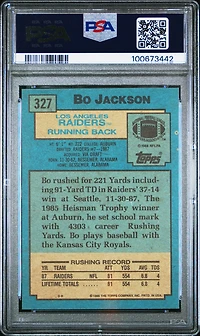 PSA
100673442
327
Bo Jackson
LOS ANGELES
RAIDERS
RUNNING BACK
Topps
Bo rushed for 221 Yards including
91-Yard TD in Raiders' 37-14
win at Seattle, 11-30-87. The
1985 Heisman Trophy winner
at Auburn, he set school mark
with 4303 career Rushing
Yards. Bo plays baseball with
the Kansas City Royals.
RUSHING RECORD
YR. TEAM ATT YDS. AVG. TDS
87 RAIDERS NFL 81 554 6.8 4
LIFETIME TOTALS 81 554 6.8 4